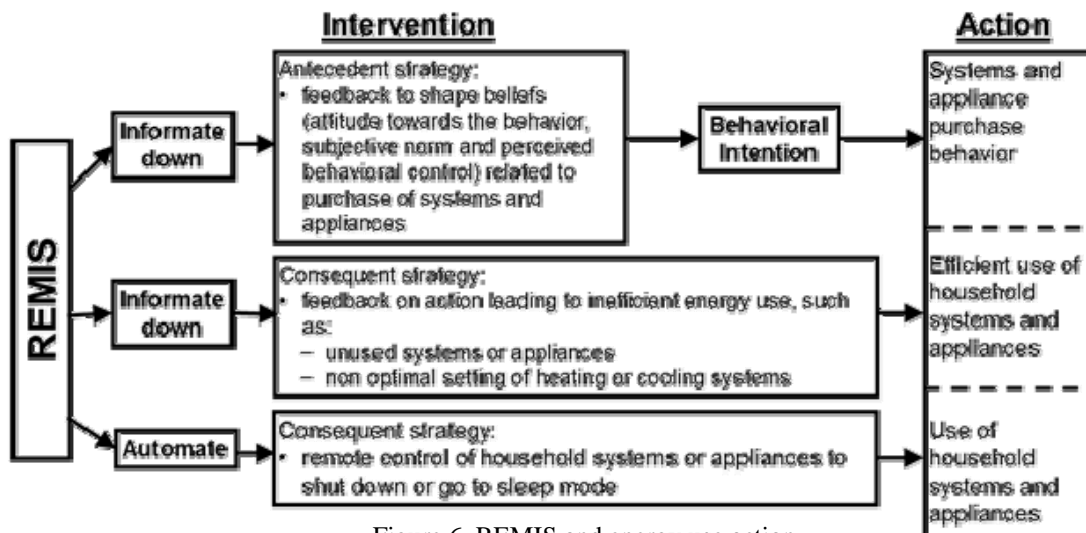 Intervention
Action
REMIS
Informate
down
Antecedent strategy:
• feedback to shape beliefs
(attitude towards the behavior,
subjective norm and perceived
behavioral control) related to
purchase of systems and
appliances
Behavioral
Intention
Systems and
appliance
purchase
behavior
Informate
down
Consequent strategy:
• feedback on action leading to inefficient energy use, such
as:
– unused systems or appliances
– non optimal setting of heating or cooling systems
Efficient use of
household
systems and
appliances
Automate
Consequent strategy:
• remote control of household systems or appliances to
shut down or go to sleep mode
Use of
household
systems and
appliances